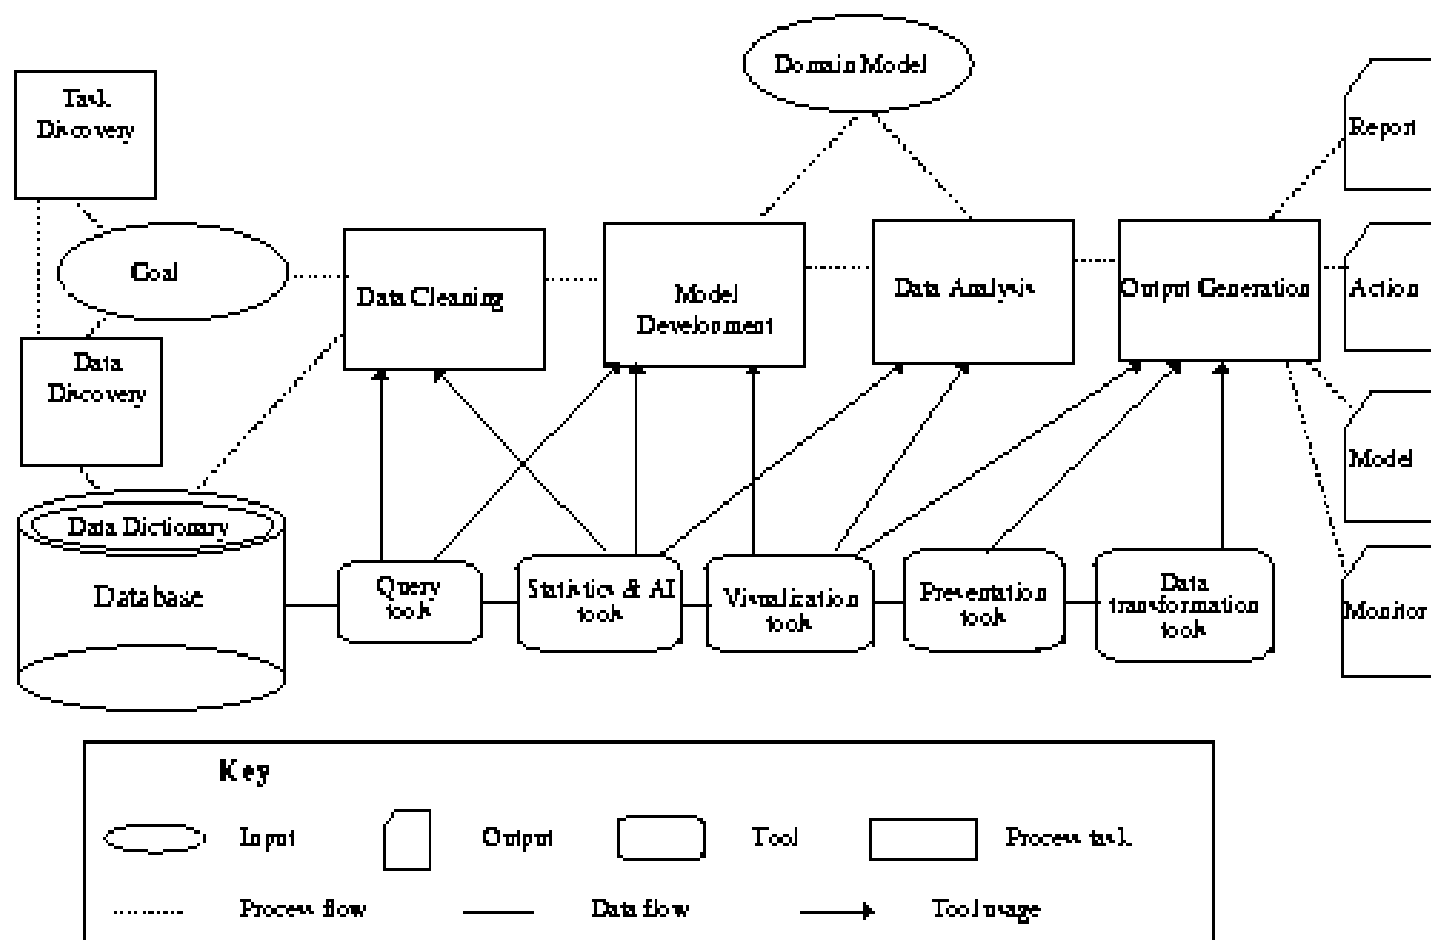 Domain Model
Task
Discovery
Report
Goal
Data Cleaning
Model
Development
Data Analysis
Output Generation
Action
Data
Discovery
Model
Data Dictionary
Database
Query
tools
Statistics & AI
tools
Visualization
tools
Presentation
tools
Data
transformation
tools
Monitor
Key
Input
Output
Tool
Process task
Process flow
Data flow
Tool usage